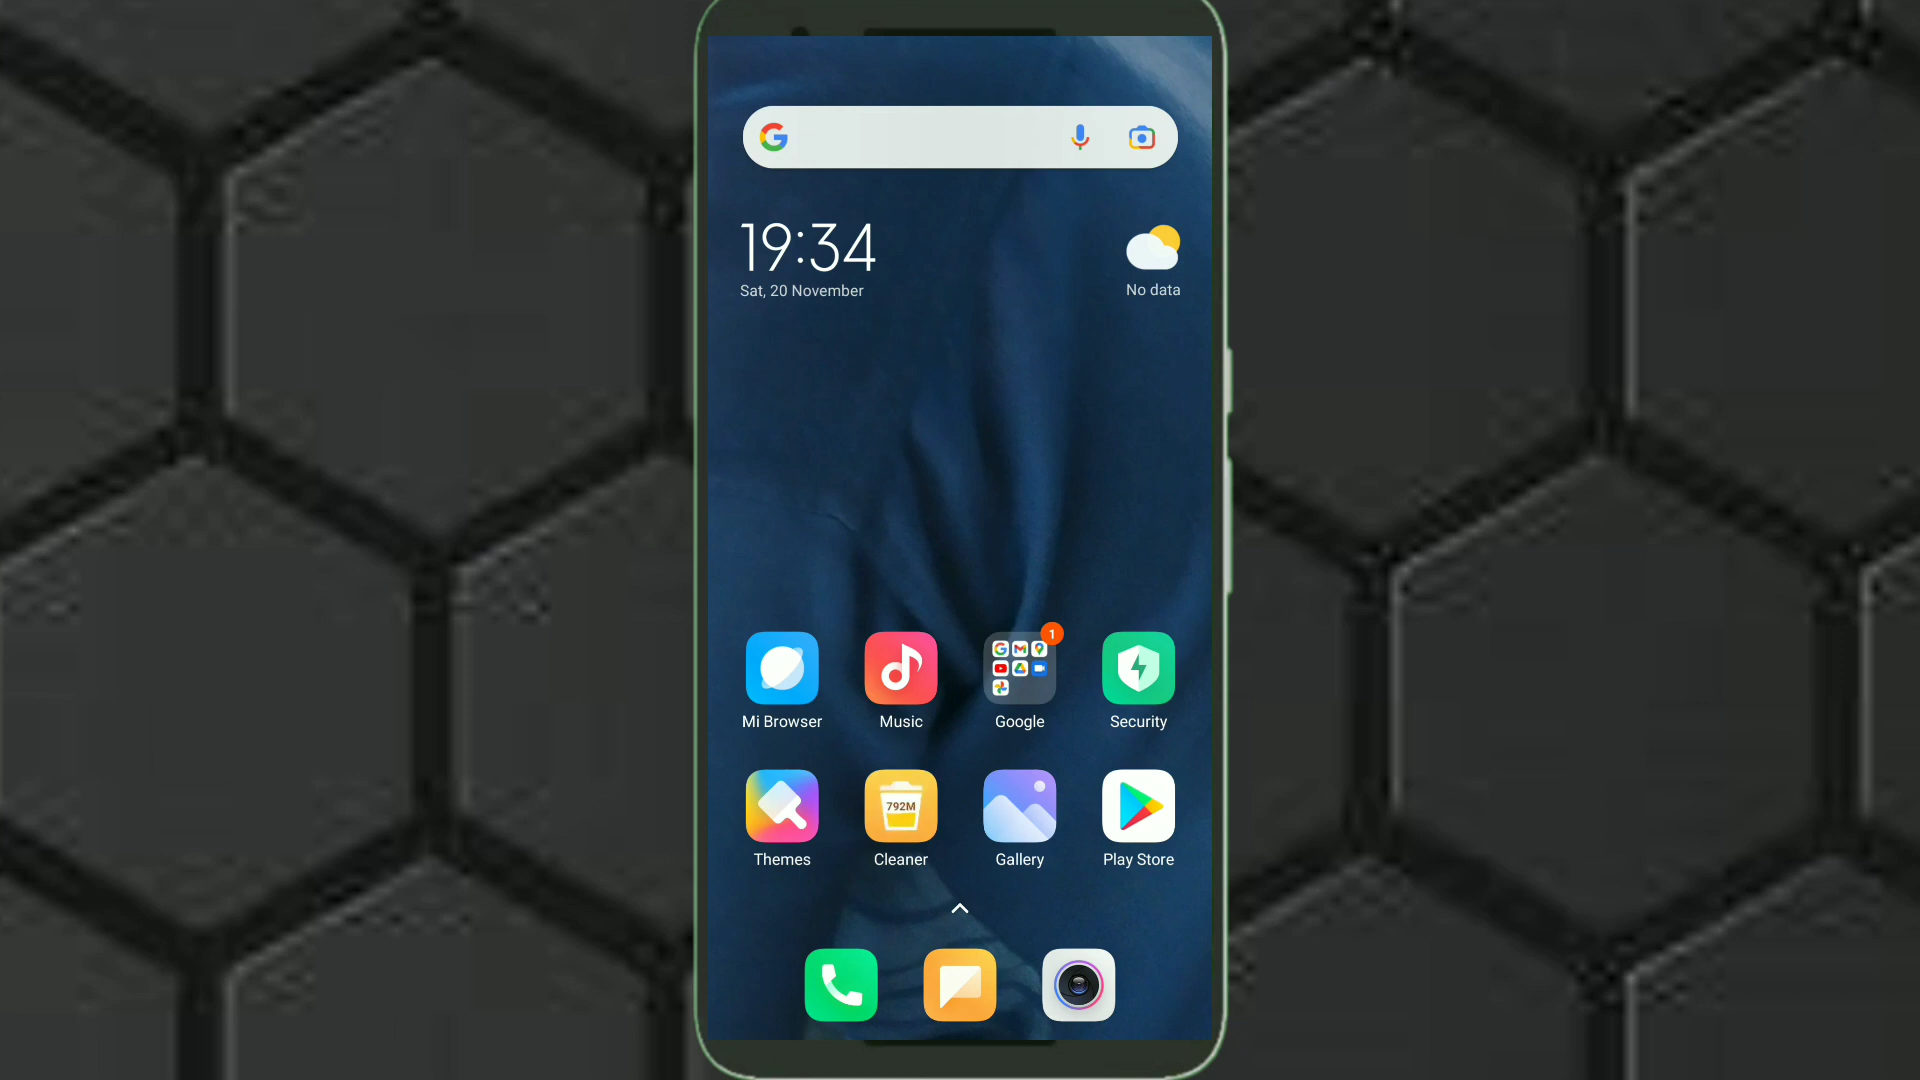 19:34
Sat, 20 November
No data
1
Mi Browser
Music
Google
Security
792M
Themes
Cleaner
Gallery
Play Store